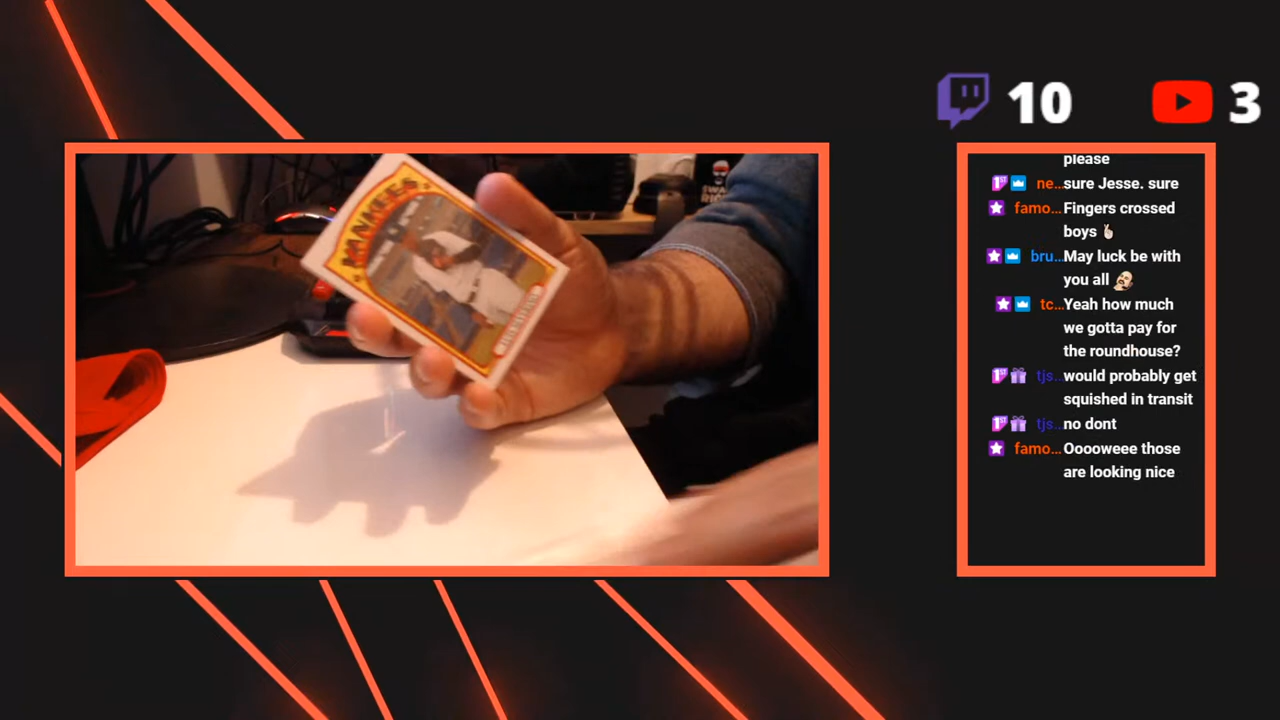 10
3
YANKEES
please
ne...sure Jesse. sure
famo...Fingers crossed
boys
bru...May luck be with
you all
tc...Yeah how much
we gotta pay for
the roundhouse?
tjs...would probably get
squished in transit
tjs...no dont
famo...Ooooweee those
are looking nice